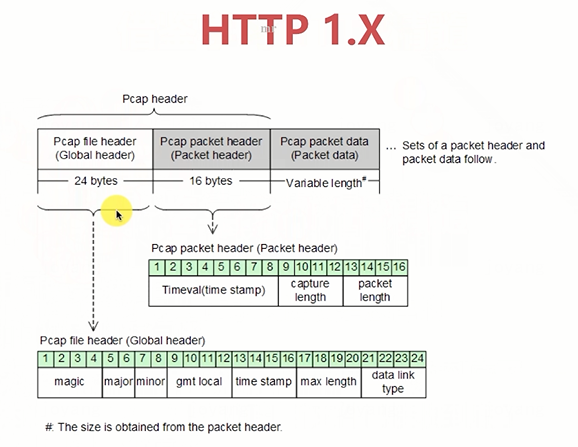 HTTP 1.X
Pcap header
Pcap file header Pcap packet header Pcap packet data
(Global header) (Packet header) (Packet data)
... Sets of a packet header and
packet data follow.
24 bytes 16 bytes Variable length#
Pcap packet header (Packet header)
1 2 3 4 5 6 7 8 9 10 11 12 13 14 15 16
Timeval(time stamp) capture length packet length
Pcap file header (Global header)
1 2 3 4 5 6 7 8 9 10 11 12 13 14 15 16 17 18 19 20 21 22 23 24
magic major minor gmt local time stamp max length data link type
#: The size is obtained from the packet header.